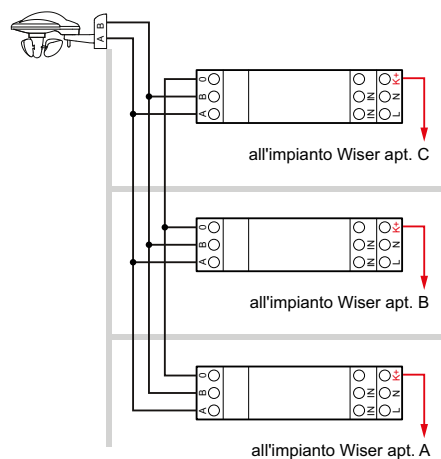 B
A
0
B
A
IN
IN
K+
N
L
all'impianto Wiser apt. C
0
B
A
IN
IN
K+
N
L
all'impianto Wiser apt. B
0
B
A
IN
IN
K+
N
L
all'impianto Wiser apt. A